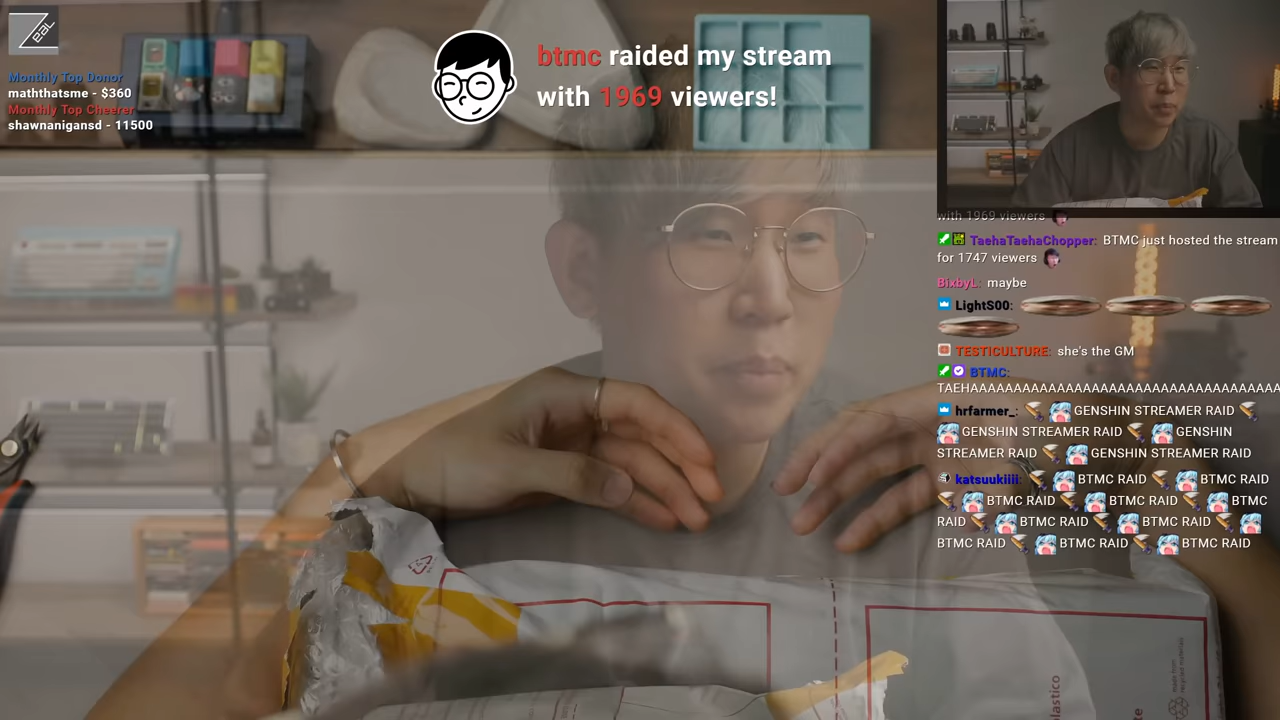 btmc raided my stream
with 1969 viewers!
Monthly Top Donor
maththatsme - $360
Monthly Top Cheerer
shawnanigansd - 11500
with 1969 viewers
TaehaTaehaChopper: BTMC just hosted the stream
for 1747 viewers
BixbyL: maybe
LightS00:
TESTICULTURE: she's the GM
BTMC:
TAEHAAAAAAAAAAAAAAAAAAAAAAAAAAAAAAAAAAA
hrfarmer_: GENSHIN STREAMER RAID
GENSHIN STREAMER RAID GENSHIN
STREAMER RAID GENSHIN STREAMER RAID
katsuukiiii: BTMC RAID BTMC RAID
BTMC RAID BTMC RAID BTMC
RAID BTMC RAID BTMC RAID
BTMC RAID BTMC RAID BTMC RAID
plastico